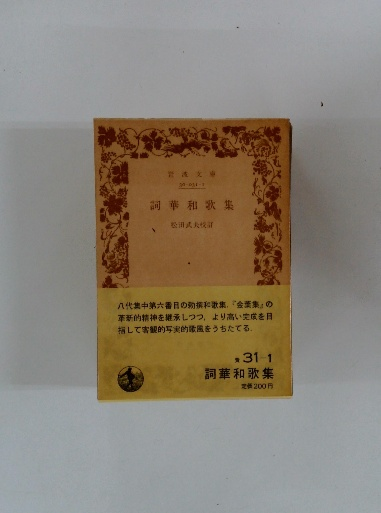 岩波文庫
30-031-1
詞華和歌集
松田武夫校訂
八代集中第六番目の勅撰和歌集.『金葉集』の
革新的精神を継承しつつ, より高い完成を目
指して客観的写実的歌風をうちたてる.
黄 31-1
詞華和歌集
定価200円